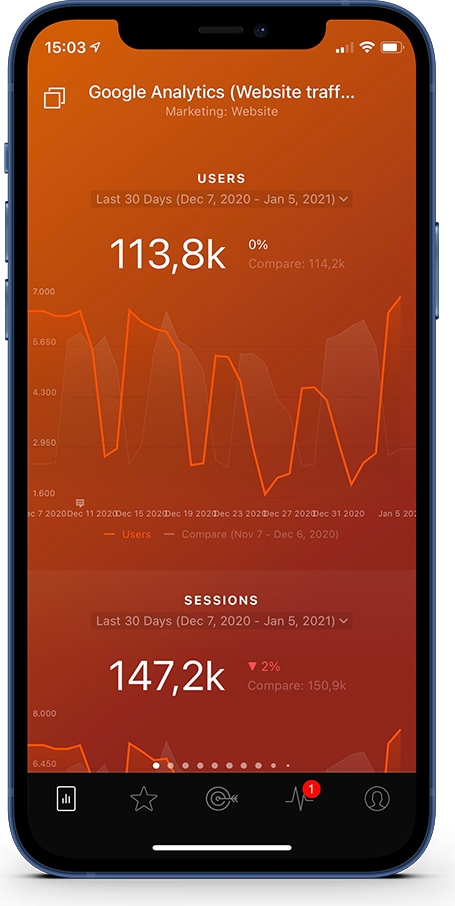 15:03
Google Analytics (Website traff...
Marketing: Website
USERS
Last 30 Days (Dec 7, 2020 - Jan 5, 2021)
113,8k
0%
Compare: 114,2k
7.000
5.650
4.300
2.950
1.600
ec 7 2020 Dec 11 2020 Dec 15 2020 Dec 19 2020 Dec 23 2020 Dec 27 2020 Dec 31 2020 Jan 5 202
Users Compare (Nov 7 - Dec 6, 2020)
SESSIONS
Last 30 Days (Dec 7, 2020 - Jan 5, 2021)
147,2k
▼ 2%
Compare: 150,9k
8.000
6.450
1